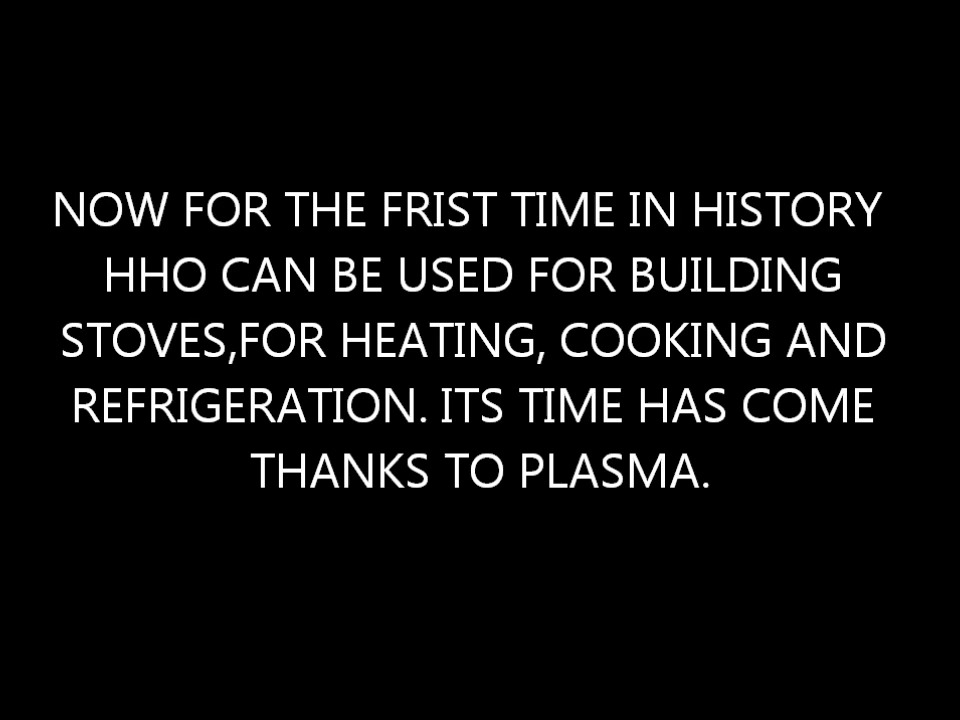 NOW FOR THE FRIST TIME IN HISTORY
HHO CAN BE USED FOR BUILDING
STOVES,FOR HEATING, COOKING AND
REFRIGERATION. ITS TIME HAS COME
THANKS TO PLASMA.